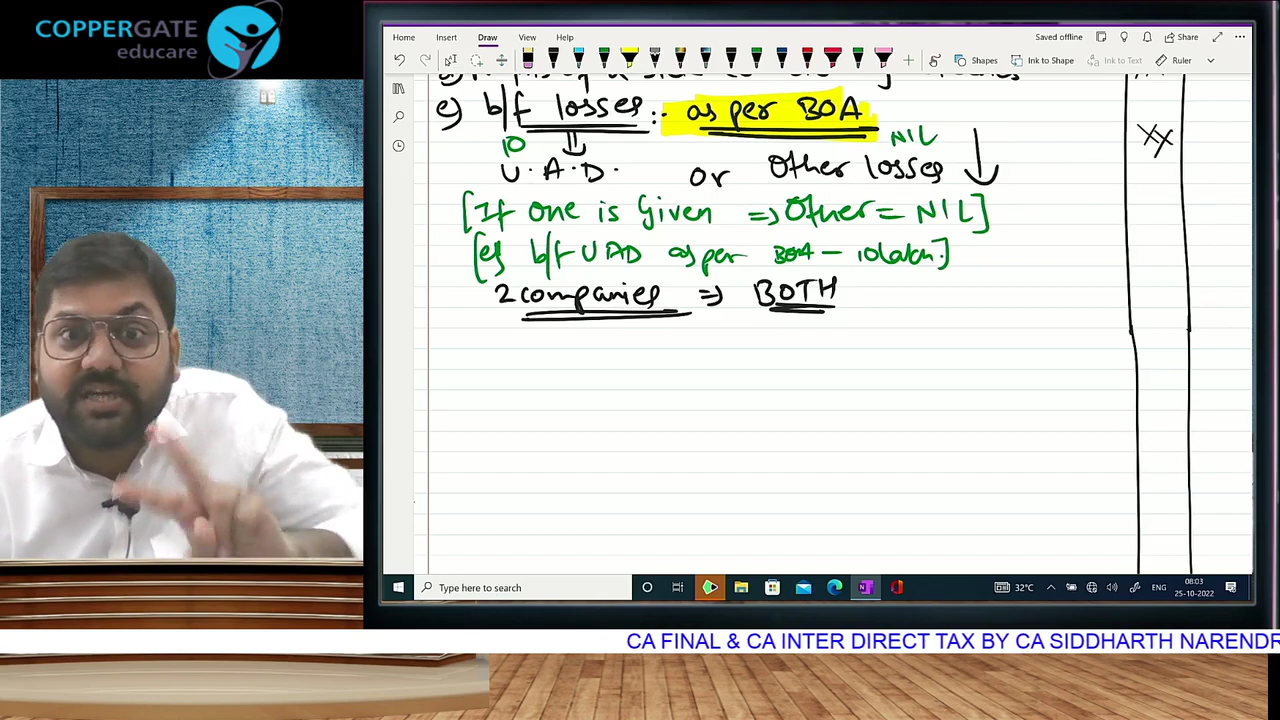 COPPERGATE
educare
Home Insert Draw View Help
Saved offline
Share
Shapes
Ink to Shape
Ink to Text
Ruler
e) b/f losses :- as per BOA
10
NIL
XX
U.A.D. or Other losses
[If One is Given => Other = NIL]
b/f UAD as per BOA - 10
2 companies => BOTH
Type here to search
32°C
ENG
08:03
25-10-2022
CA FINAL & CA INTER DIRECT TAX BY CA SIDDHARTH NARENDR